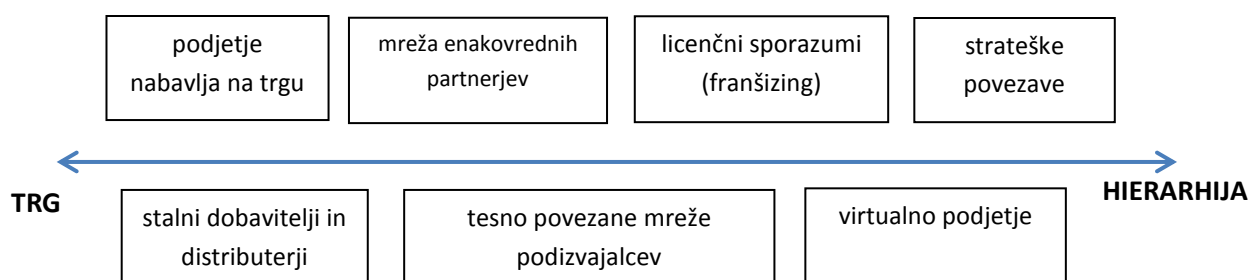 podjetje
nabavlja na trgu
mreža enakovrednih
partnerjev
licenčni sporazumi
(franšizing)
strateške
povezave
TRG
HIERARHIJA
stalni dobavitelji in
distributerji
tesno povezane mreže
podizvajalcev
virtualno podjetje